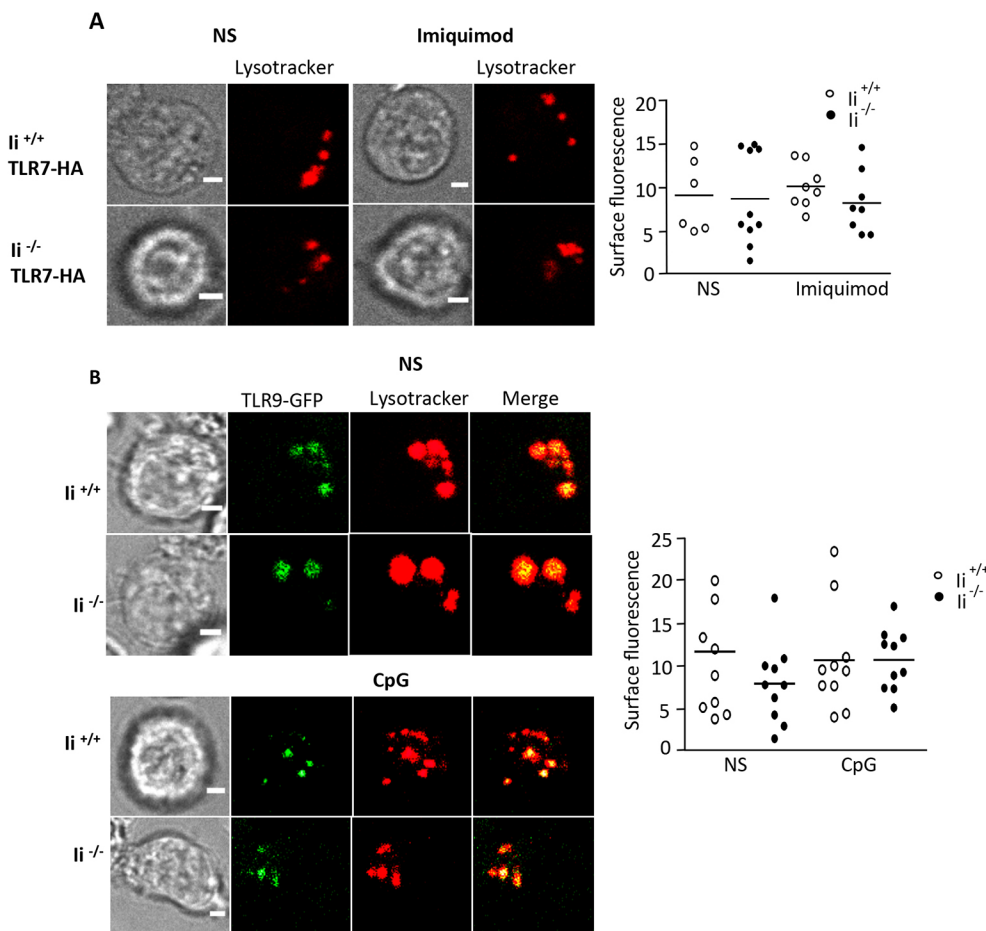 A
NS
Imiquimod
Lysotracker
Lysotracker
Ii +/+
TLR7-HA
Ii -/-
TLR7-HA
Surface fluorescence
20
15
10
5
0
NS
Imiquimod
Ii +/+
Ii -/-
B
NS
TLR9-GFP
Lysotracker
Merge
Ii +/+
Ii -/-
CpG
Ii +/+
Ii -/-
Surface fluorescence
25
20
15
10
5
0
NS
CpG
Ii +/+
Ii -/-